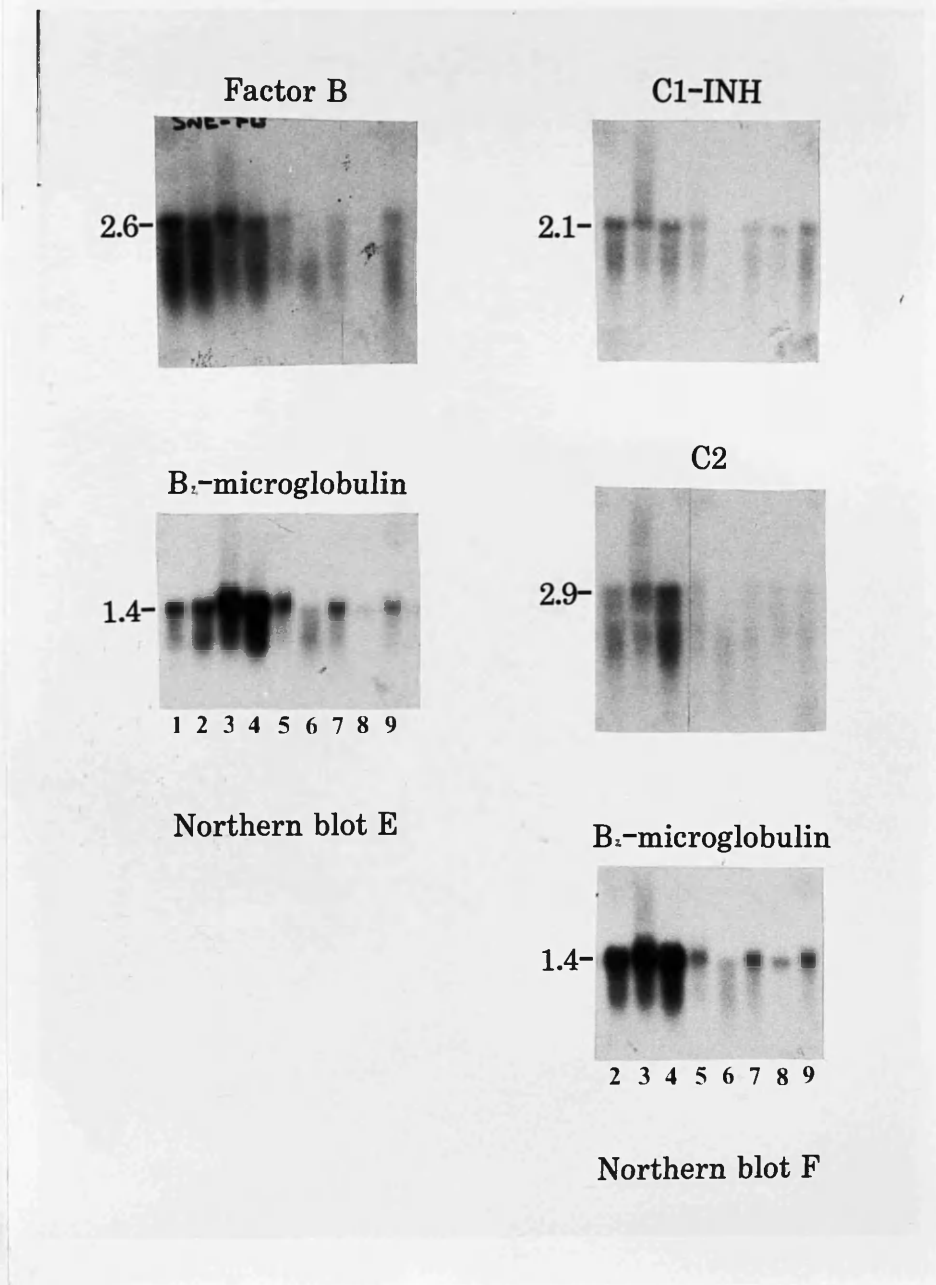 Factor B
SNE-FB
2.6-
B₂-microglobulin
1.4-
1 2 3 4 5 6 7 8 9
Northern blot E
C1-INH
2.1-
C2
2.9-
B₂-microglobulin
1.4-
2 3 4 5 6 7 8 9
Northern blot F